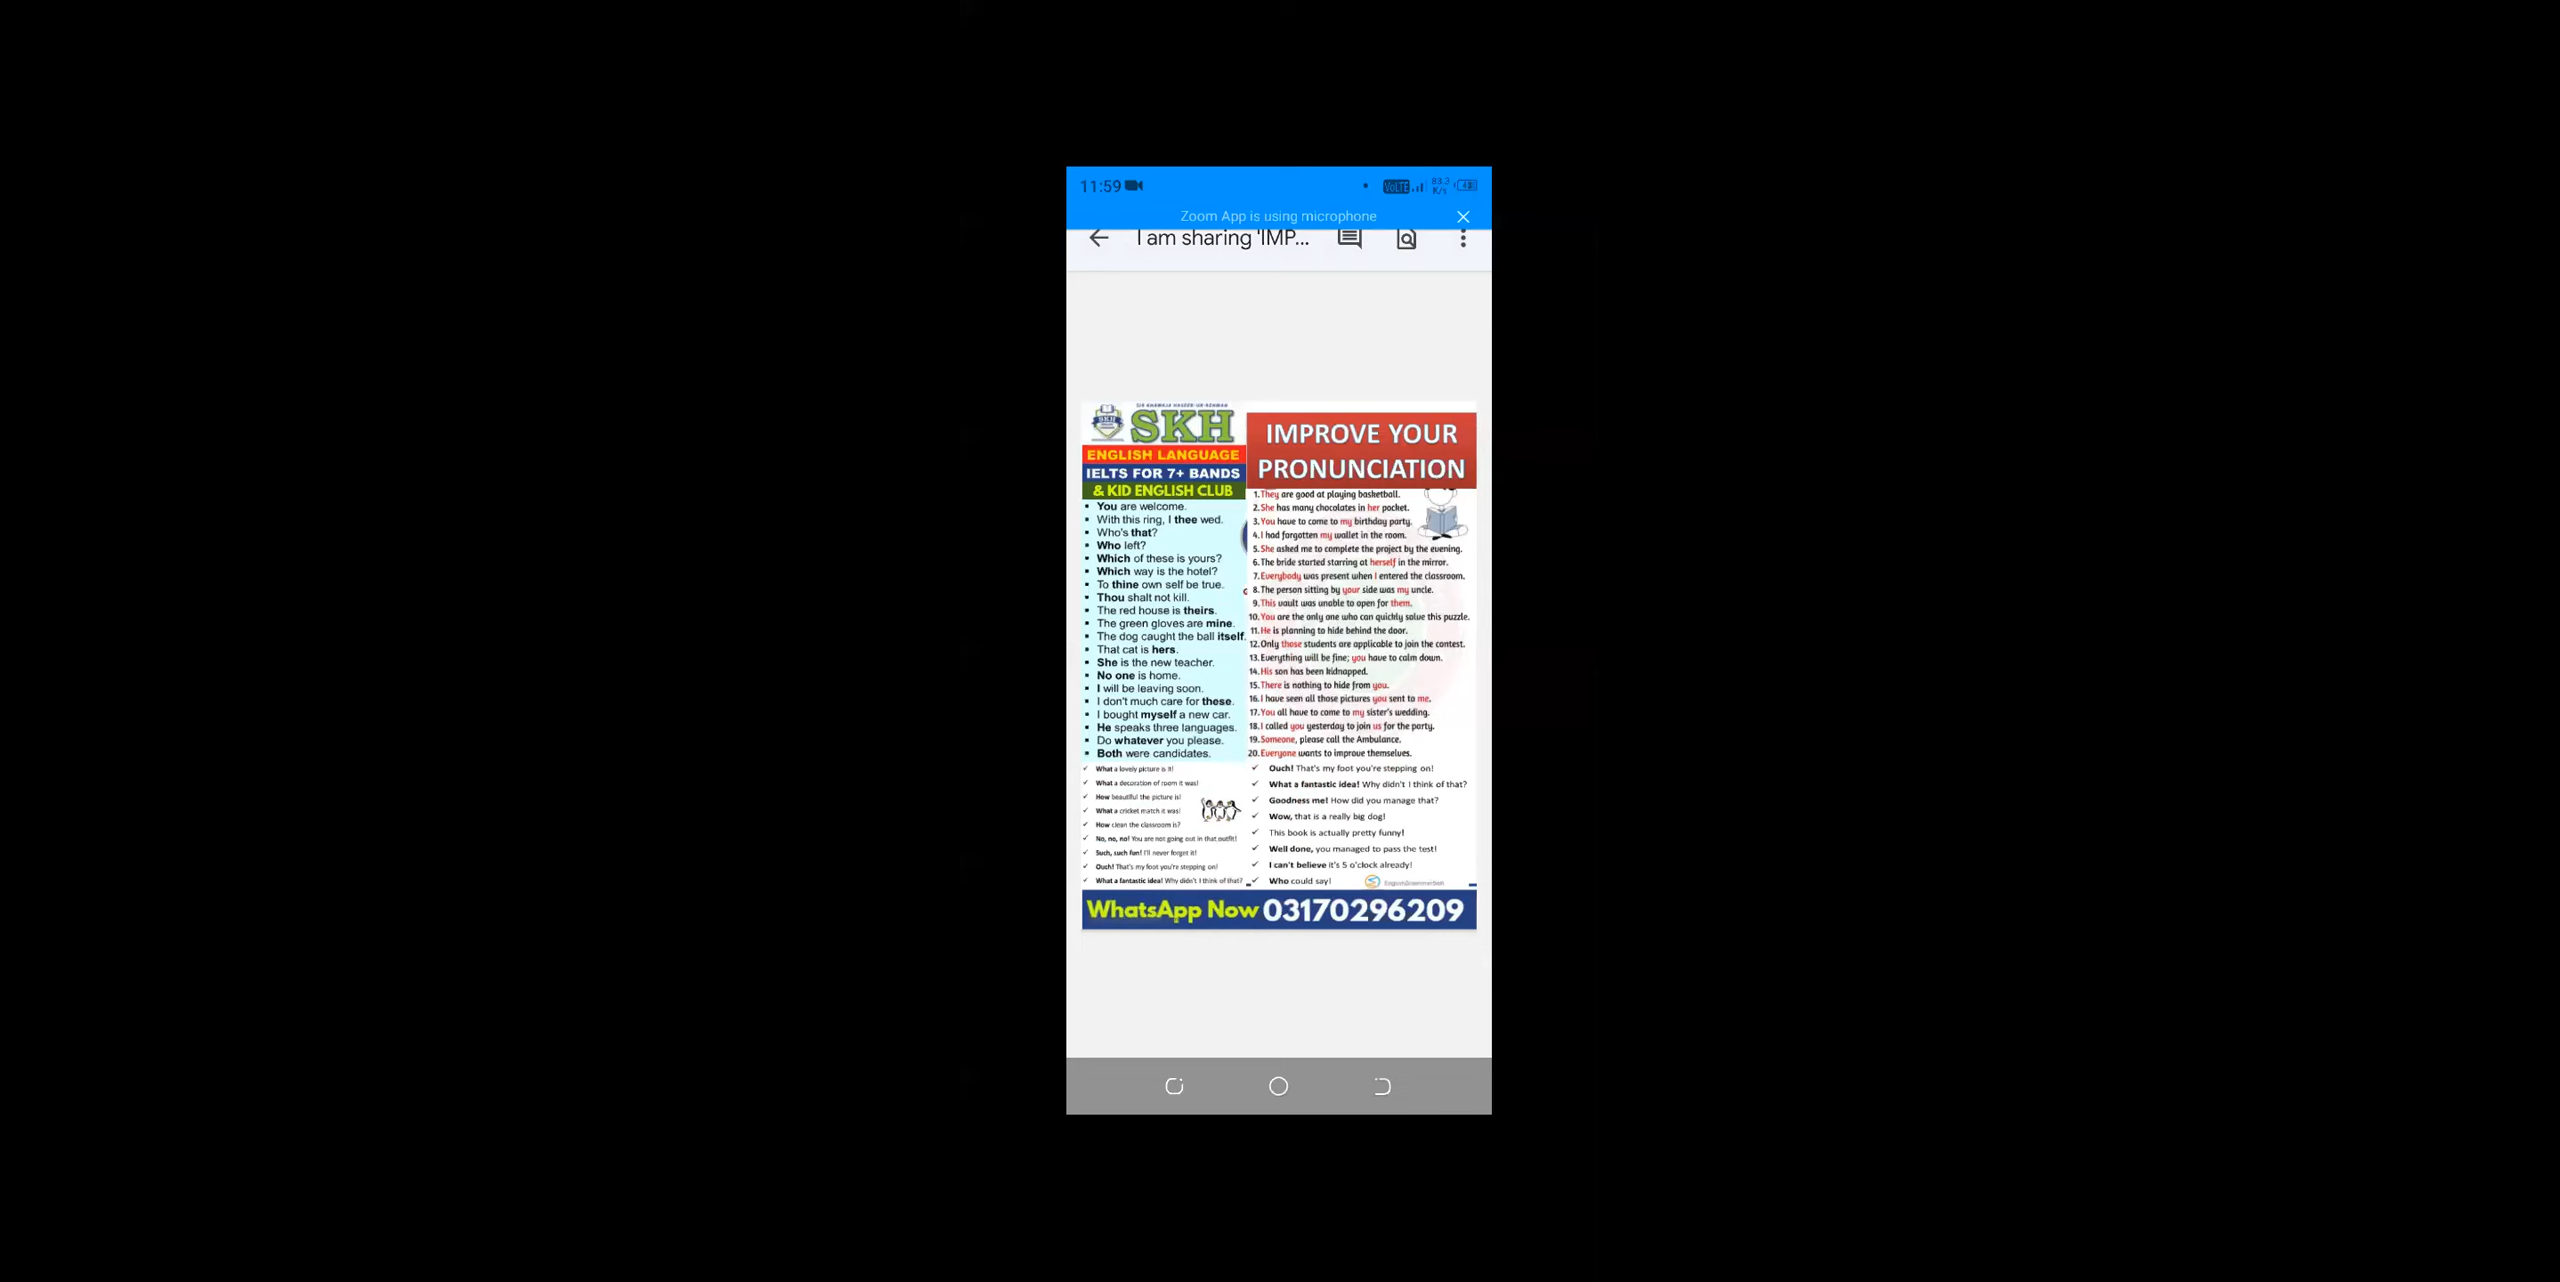 11:59
VoLTE
83.3
K/s
Zoom App is using microphone
I am sharing 'IMP...
SIR KHAWAJA HASEEB-UR-REHMAN
SKH
SKH
ENGLISH LANGUAGE
IELTS FOR 7+ BANDS
& KID ENGLISH CLUB
You are welcome.
With this ring, I thee wed.
Who's that?
Who left?
Which of these is yours?
Which way is the hotel?
To thine own self be true.
Thou shalt not kill.
The red house is theirs.
The green gloves are mine.
The dog caught the ball itself.
That cat is hers.
She is the new teacher.
No one is home.
I will be leaving soon.
I don't much care for these.
I bought myself a new car.
He speaks three languages.
Do whatever you please.
Both were candidates.
What a lovely picture is it!
What a decoration of room it was!
How beautiful the picture is!
What a cricket match it was!
How clean the classroom is?
No, no, no! You are not going out in that outfit!
Such, such fun! I'll never forget it!
Ouch! That's my foot you're stepping on!
What a fantastic idea! Why didn't I think of that?
IMPROVE YOUR
PRONUNCIATION
1. They are good at playing basketball.
2. She has many chocolates in her pocket.
3. You have to come to my birthday party.
4. I had forgotten my wallet in the room.
5. She asked me to complete the project by the evening.
6. The bride started starring at herself in the mirror.
7. Everybody was present when I entered the classroom.
8. The person sitting by your side was my uncle.
9. This vault was unable to open for them.
10. You are the only one who can quickly solve this puzzle.
11. He is planning to hide behind the door.
12. Only those students are applicable to join the contest.
13. Everything will be fine; you have to calm down.
14. His son has been kidnapped.
15. There is nothing to hide from you.
16. I have seen all those pictures you sent to me.
17. You all have to come to my sister's wedding.
18. I called you yesterday to join us for the party.
19. Someone, please call the Ambulance.
20. Everyone wants to improve themselves.
Ouch! That's my foot you're stepping on!
What a fantastic idea! Why didn't I think of that?
Goodness me! How did you manage that?
Wow, that is a really big dog!
This book is actually pretty funny!
Well done, you managed to pass the test!
I can't believe it's 5 o'clock already!
Who could say!
WhatsApp Now 03170296209